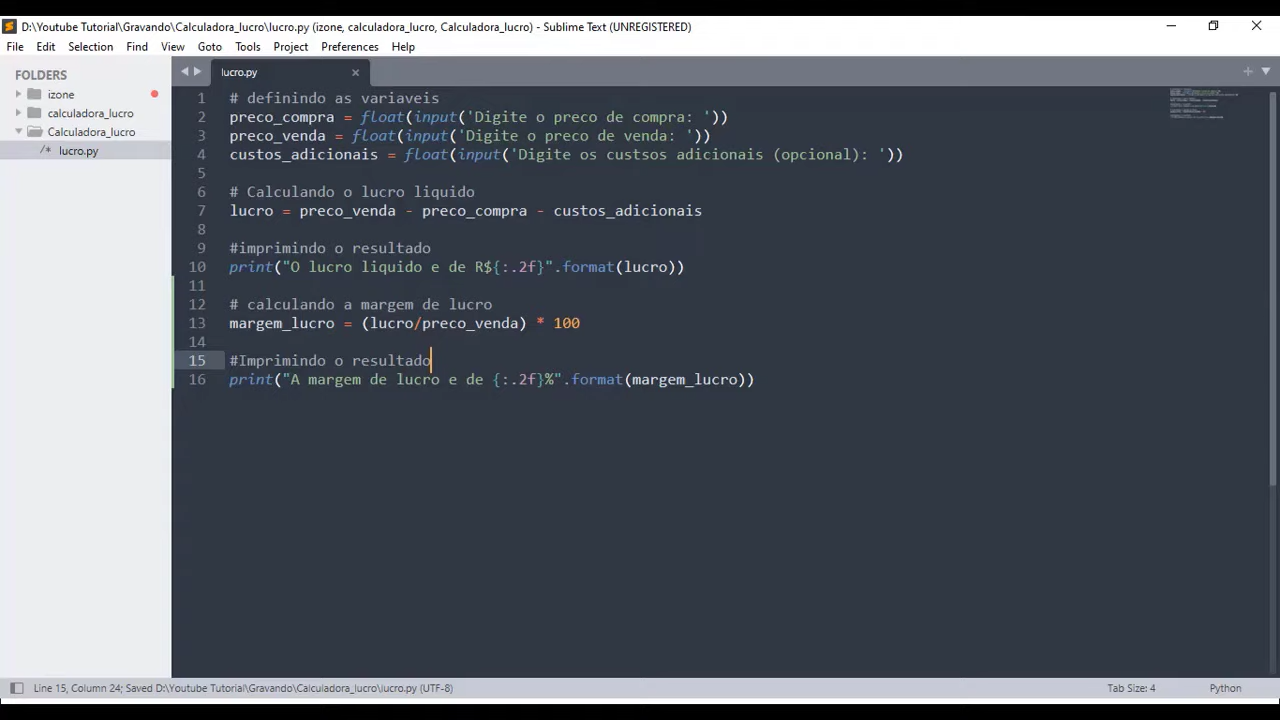 D:\Youtube Tutorial\Gravando\Calculadora_lucro\lucro.py (izone, calculadora_lucro, Calculadora_lucro) - Sublime Text (UNREGISTERED)
File Edit Selection Find View Goto Tools Project Preferences Help
FOLDERS
izone
calculadora_lucro
Calculadora_lucro
/* lucro.py
lucro.py
1 # definindo as variaveis
2 preco_compra = float(input('Digite o preco de compra: '))
3 preco_venda = float(input('Digite o preco de venda: '))
4 custos_adicionais = float(input('Digite os custsos adicionais (opcional): '))
5
6 # Calculando o lucro liquido
7 lucro = preco_venda - preco_compra - custos_adicionais
8
9 #imprimindo o resultado
10 print("O lucro liquido e de R${:.2f}".format(lucro))
11
12 # calculando a margem de lucro
13 margem_lucro = (lucro/preco_venda) * 100
14
15 #Imprimindo o resultado
16 print("A margem de lucro e de {:.2f}%".format(margem_lucro))
Line 15, Column 24; Saved D:\Youtube Tutorial\Gravando\Calculadora_lucro\lucro.py (UTF-8) Tab Size: 4 Python